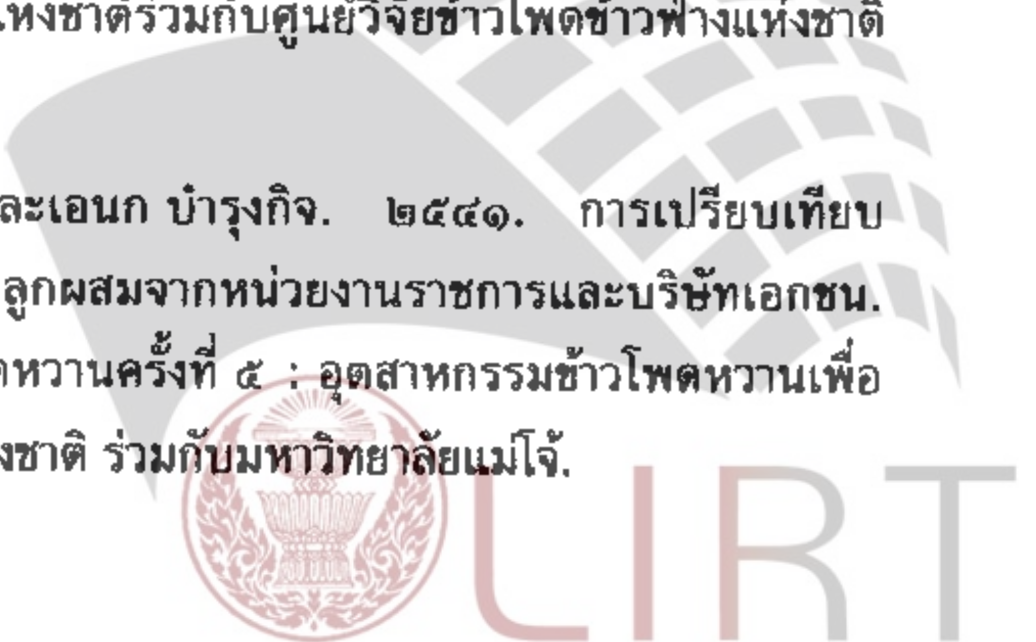 แห่งชาติร่วมกับศูนย์วิจัยข้าวโพดข้าวฟ่างแห่งชาติ
ละเอนก บำรุงกิจ. ๒๕๔๑. การเปรียบเทียบ
ลูกผสมจากหน่วยงานราชการและบริษัทเอกชน.
หวานครั้งที่ ๕ : อุตสาหกรรมข้าวโพดหวานเพื่อ
งชาติ ร่วมกับมหาวิทยาลัยแม่โจ้.
LIRT